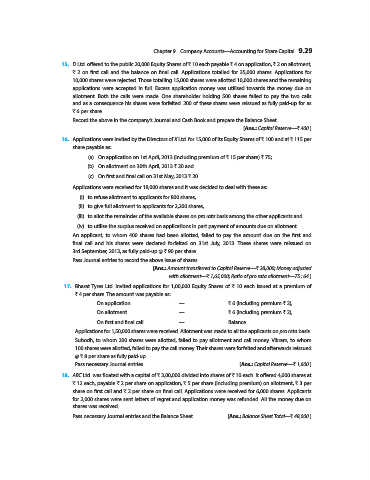 Chapter 9 Company Accounts—Accounting for Share Capital 9.29
15. D Ltd. offered to the public 20,000 Equity Shares of ₹ 10 each payable ₹ 4 on application, ₹ 2 on allotment,
₹ 2 on first call and the balance on final call. Applications totalled for 35,000 shares. Applications for
10,000 shares were rejected. Those totalling 15,000 shares were allotted 10,000 shares and the remaining
applications were accepted in full. Excess application money was utilised towards the money due on
allotment. Both the calls were made. One shareholder holding 500 shares failed to pay the two calls
and as a consequence his shares were forfeited. 200 of these shares were reissued as fully paid-up for as
₹ 6 per share.
Record the above in the company's Journal and Cash Book and prepare the Balance Sheet.
[Ans.: Capital Reserve—₹ 400]
16. Applications were invited by the Directors of X Ltd. for 15,000 of its Equity Shares of ₹ 100 each at ₹ 115 per
share payable as:
(a) On application on 1st April, 2013 (including premium of ₹ 15 per share) ₹ 75;
(b) On allotment on 30th April, 2013 ₹ 20 and
(c) On first and final call on 31st May, 2013 ₹ 20.
Applications were received for 18,000 shares and it was decided to deal with these as:
(i) to refuse allotment to applicants for 800 shares,
(ii) to give full allotment to applicants for 2,200 shares,
(iii) to allot the remainder of the available shares on pro rata basis among the other applicants and
(iv) to utilise the surplus received on applications in part payment of amounts due on allotment.
An applicant, to whom 400 shares had been allotted, failed to pay the amount due on the first and
final call and his shares were declared forfeited on 31st July, 2013. These shares were reissued on
3rd September, 2013, as fully paid-up @ ₹ 90 per share.
Pass Journal entries to record the above issue of shares.
[Ans.: Amount transferred to Capital Reserve—₹ 28,000; Money adjusted
with allotment—₹ 1,65,000; Ratio of pro rata allotment—75 : 64]
17. Bharat Tyres Ltd. invited applications for 1,00,000 Equity Shares of ₹ 10 each issued at a premium of
₹ 4 per share. The amount was payable as:
On application — ₹ 6 (including premium ₹ 2),
On allotment — ₹ 6 (including premium ₹ 2),
On first and final call — Balance.
Applications for 1,50,000 shares were received. Allotment was made to all the applicants on pro rata basis.
Subodh, to whom 200 shares were allotted, failed to pay allotment and call money. Vikram, to whom
100 shares were allotted, failed to pay the call money. Their shares were forfeited and afterwards reissued
@ ₹ 8 per share as fully paid-up.
Pass necessary Journal entries. [Ans.: Capital Reserve—₹ 1,600]
18. ABC Ltd. was floated with a capital of ₹ 3,00,000 divided into shares of ₹ 10 each. It offered 4,000 shares at
₹ 12 each, payable ₹ 2 per share on application, ₹ 5 per share (including premium) on allotment, ₹ 3 per
share on first call and ₹ 2 per share on final call. Applications were received for 6,000 shares. Applicants
for 2,000 shares were sent letters of regret and application money was refunded. All the money due on
shares was received.
Pass necessary Journal entries and the Balance Sheet. [Ans.: Balance Sheet Total—₹ 48,000]